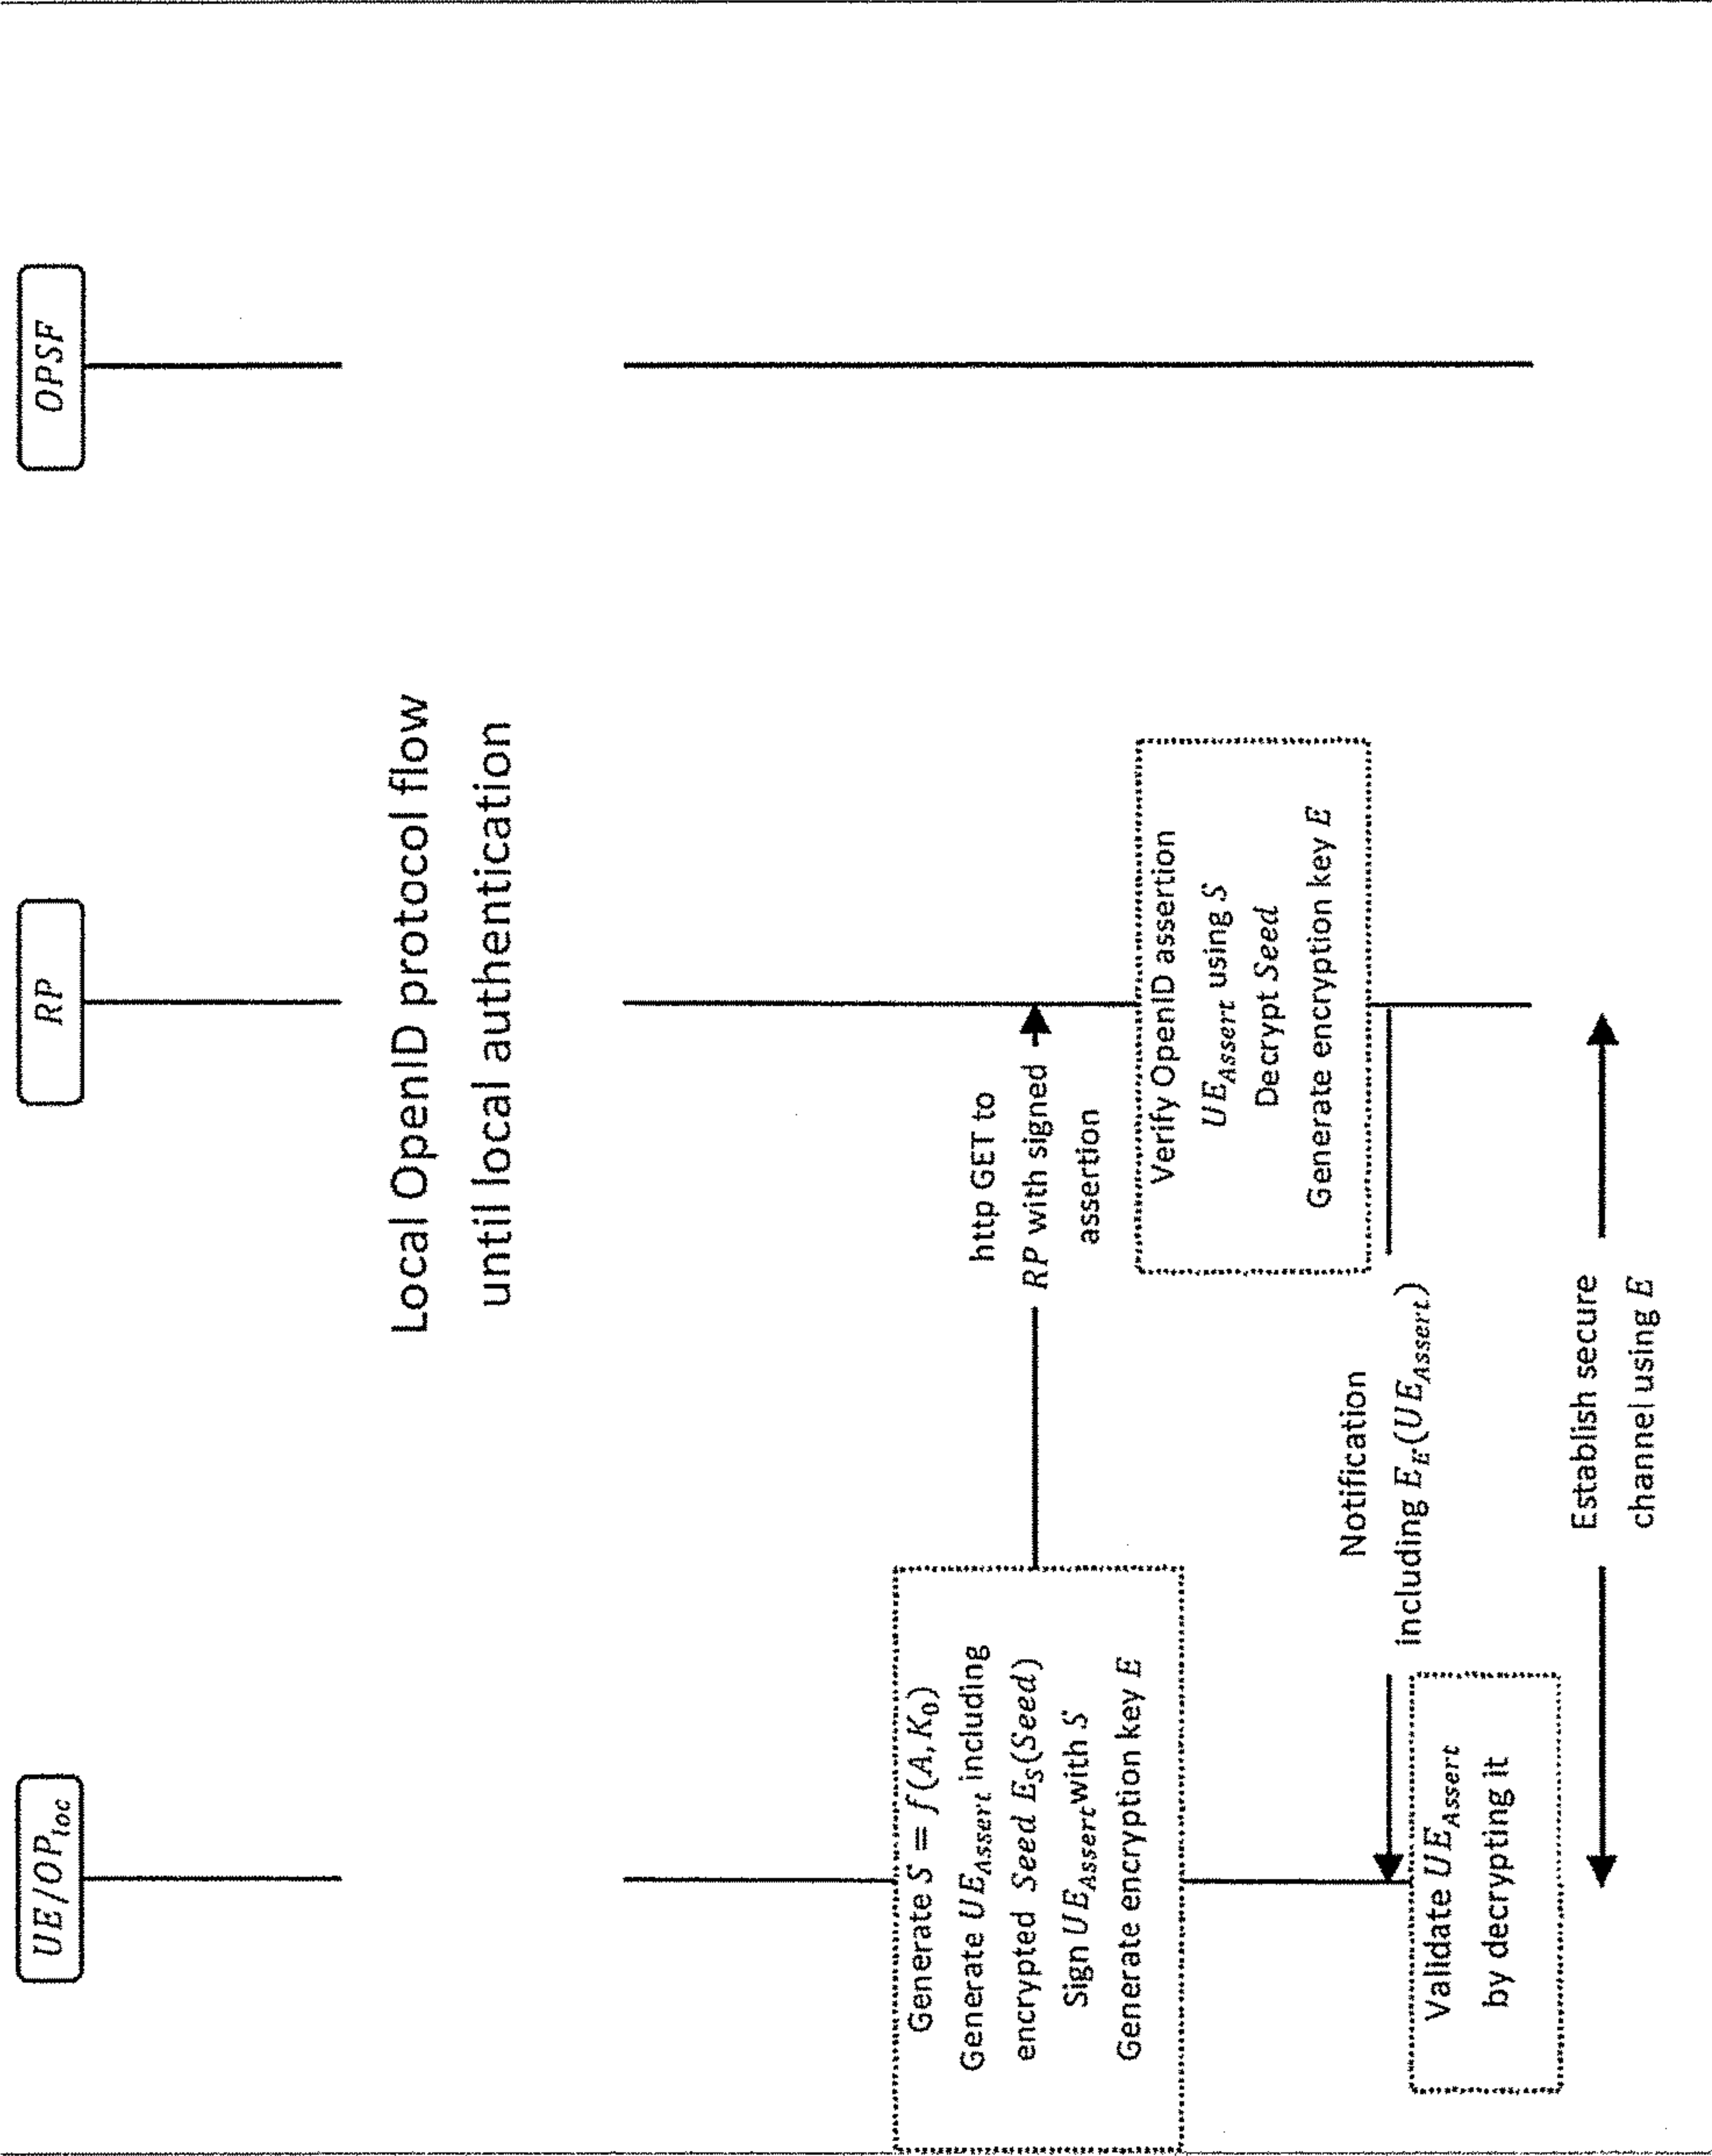 UE/OP_loc
RP
OPSF
Local OpenID protocol flow
until local authentication
Generate S = f(A, K_0)
Generate UE_Assert including
encrypted Seed E_S(Seed)
Sign UE_Assert with S
Generate encryption key E
http GET to
RP with signed
assertion
Verify OpenID assertion
UE_Assert using S
Decrypt Seed
Generate encryption key E
Notification
including E_E(UE_Assert)
Validate UE_Assert
by decrypting it
Establish secure
channel using E